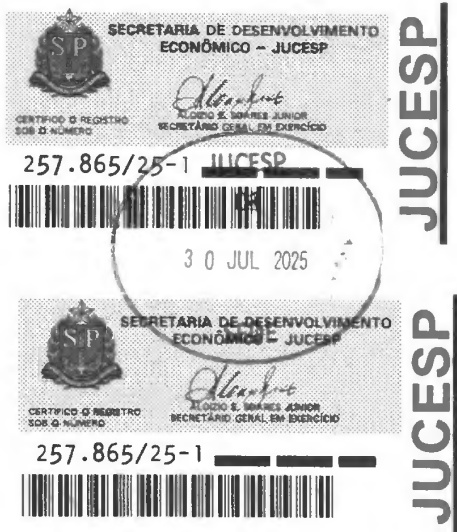 SECRETARIA DE DESENVOLVIMENTO
ECONÔMICO – JUCESP
S P
ALOIZIO E. SOARES JUNIOR
SECRETÁRIO GERAL EM EXERCÍCIO
CERTIFICO O REGISTRO
SOB O NÚMERO
257.865/25-1
JUCESP
JUCESP
30 JUL 2025
SECRETARIA DE DESENVOLVIMENTO
ECONÔMICO – JUCESP
S P
ALOIZIO E. SOARES JUNIOR
SECRETÁRIO GERAL EM EXERCÍCIO
CERTIFICO O REGISTRO
SOB O NÚMERO
257.865/25-1
JUCESP